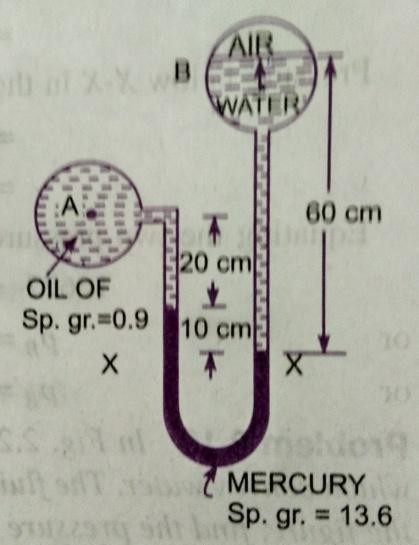 AIR
B
WATER
A
60 cm
20 cm
OIL OF
Sp. gr.=0.9
10 cm
X
X
MERCURY
Sp. gr. = 13.6